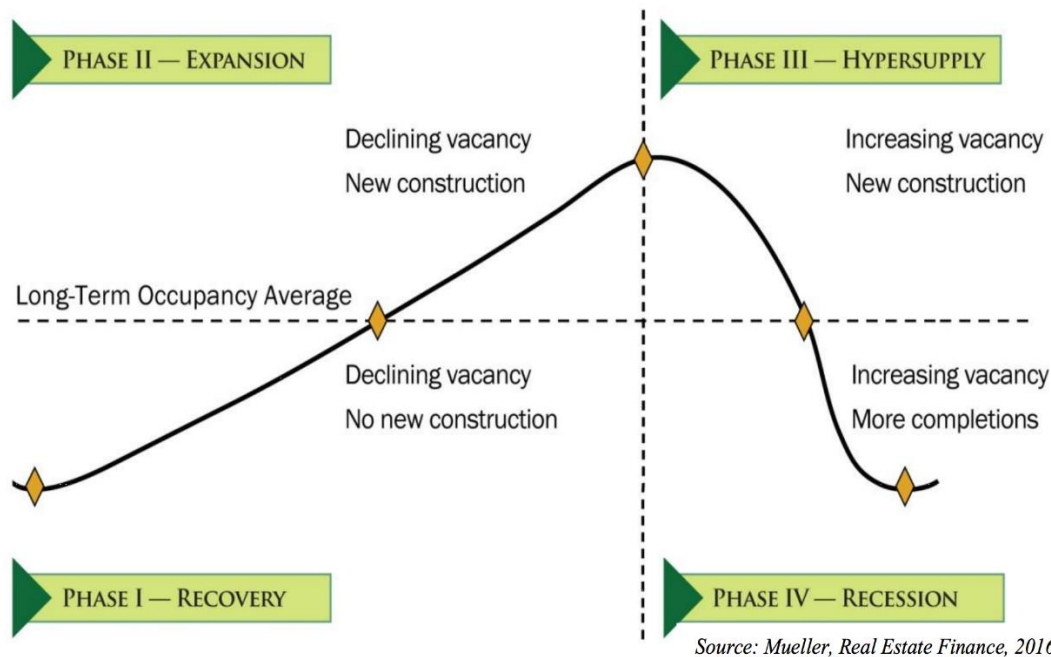 PHASE II — EXPANSION
PHASE III — HYPERSUPPLY
Declining vacancy
New construction
Increasing vacancy
New construction
Long-Term Occupancy Average
Declining vacancy
No new construction
Increasing vacancy
More completions
PHASE I — RECOVERY
PHASE IV — RECESSION
Source: Mueller, Real Estate Finance, 2016